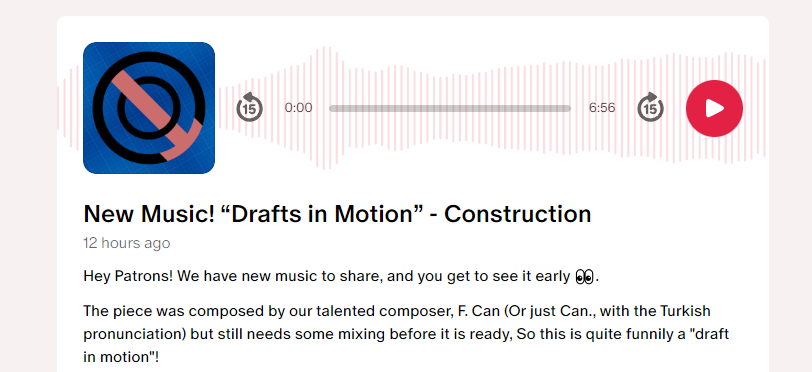 15
0:00
6:56
15
New Music! “Drafts in Motion” - Construction
12 hours ago
Hey Patrons! We have new music to share, and you get to see it early 👀.
The piece was composed by our talented composer, F. Can (Or just Can., with the Turkish
pronunciation) but still needs some mixing before it is ready, So this is quite funnily a "draft
in motion"!